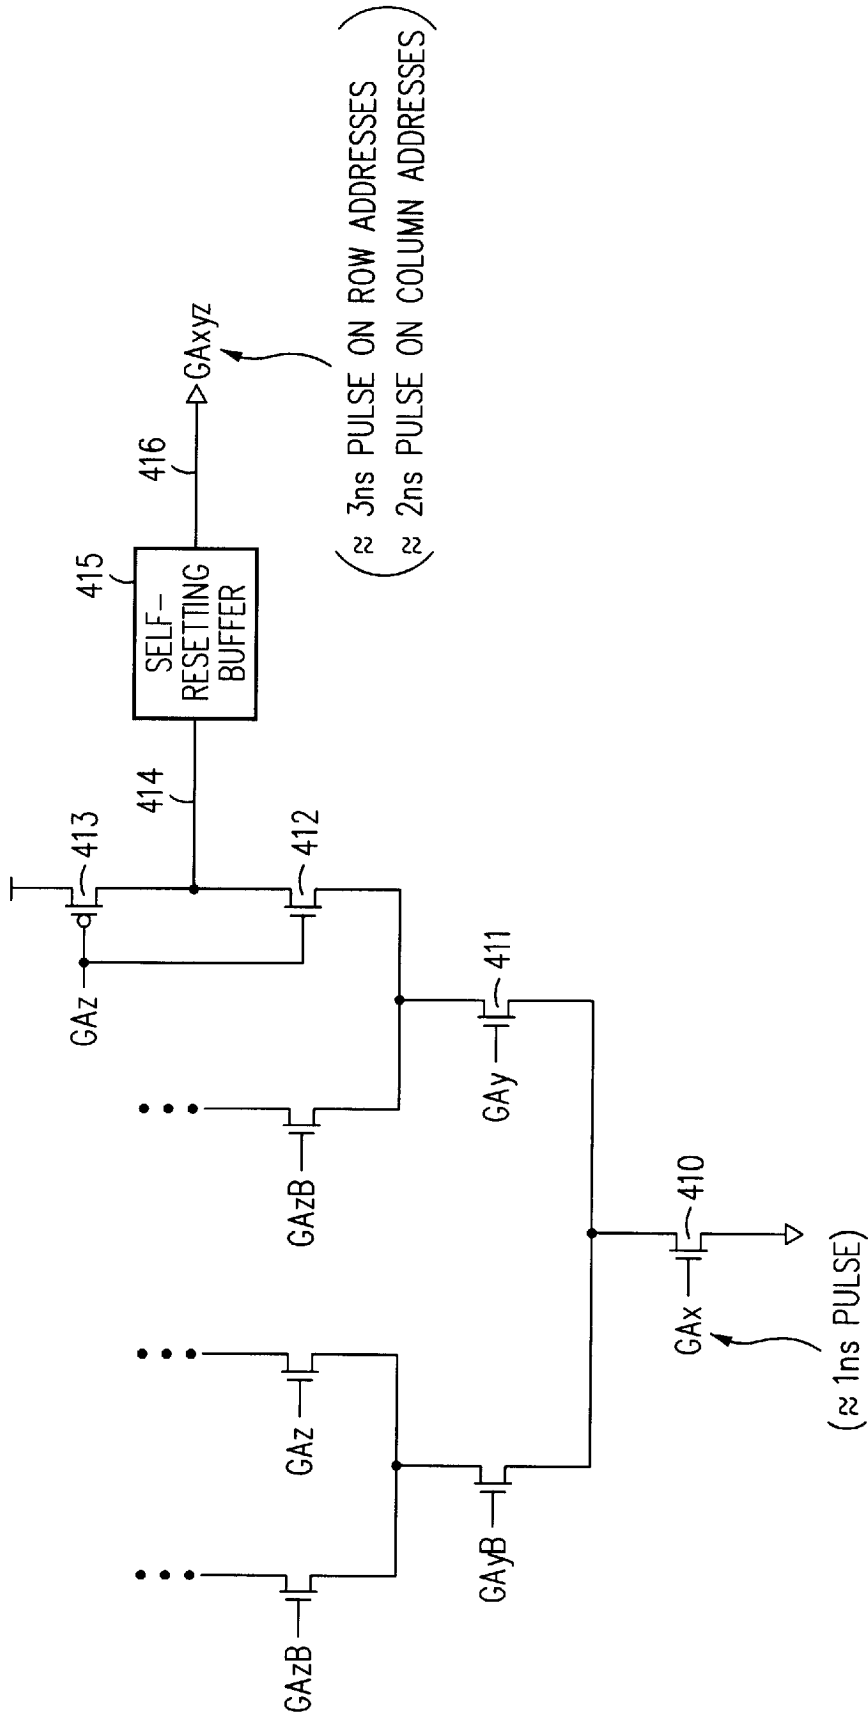 GAxyz
≈ 3ns PULSE ON ROW ADDRESSES
≈ 2ns PULSE ON COLUMN ADDRESSES
416
415
SELF-
RESETTING
BUFFER
414
413
GAz
412
GAzB
GAz
GAzB
411
GAy
GAyB
410
GAx
(≈ 1ns PULSE)